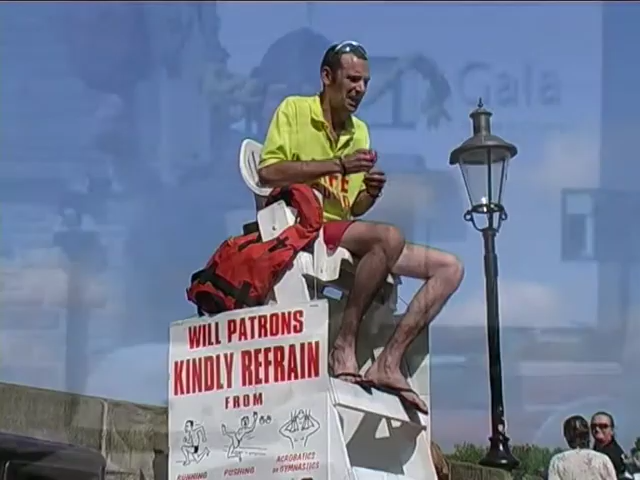 Gala
WILL PATRONS
KINDLY REFRAIN
FROM
RUNNING
PUSHING
ACROBATICS
OR GYMNASTICS